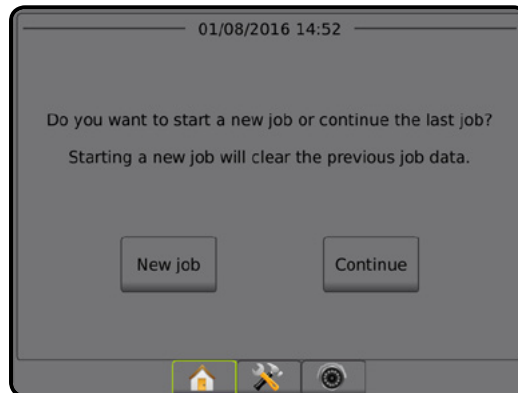 01/08/2016 14:52
Do you want to start a new job or continue the last job?
Starting a new job will clear the previous job data.
New job
Continue